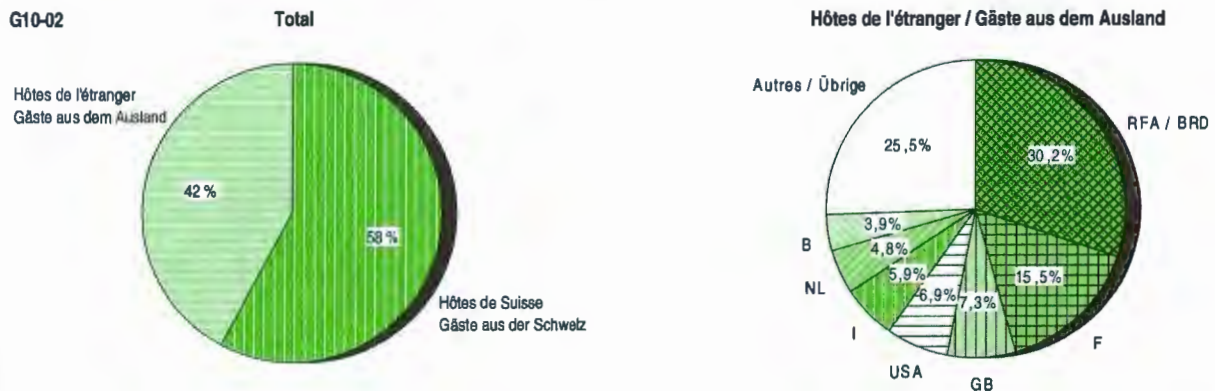 G10-02
Total
Hôtes de l'étranger
Gäste aus dem Ausland
42 %
58 %
Hôtes de Suisse
Gäste aus der Schweiz
Hôtes de l'étranger / Gäste aus dem Ausland
Autres / Übrige
RFA / BRD
25,5%
30,2%
B
3,9%
NL
4,8%
I
5,9%
USA
6,9%
GB
7,3%
F
15,5%